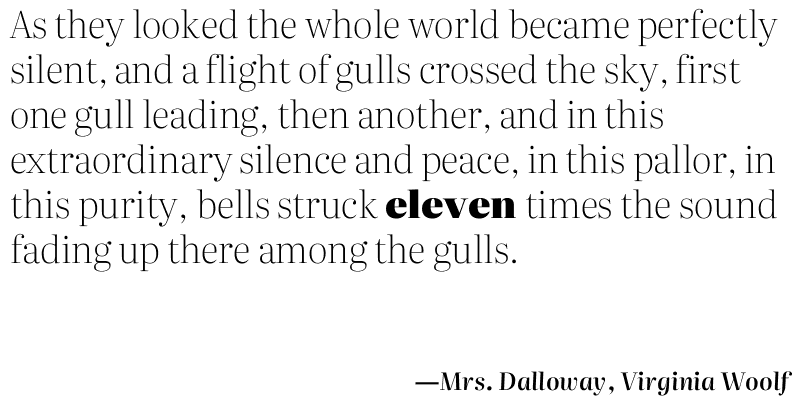 As they looked the whole world became perfectly
silent, and a flight of gulls crossed the sky, first
one gull leading, then another, and in this
extraordinary silence and peace, in this pallor, in
this purity, bells struck eleven times the sound
fading up there among the gulls.
—Mrs. Dalloway, Virginia Woolf